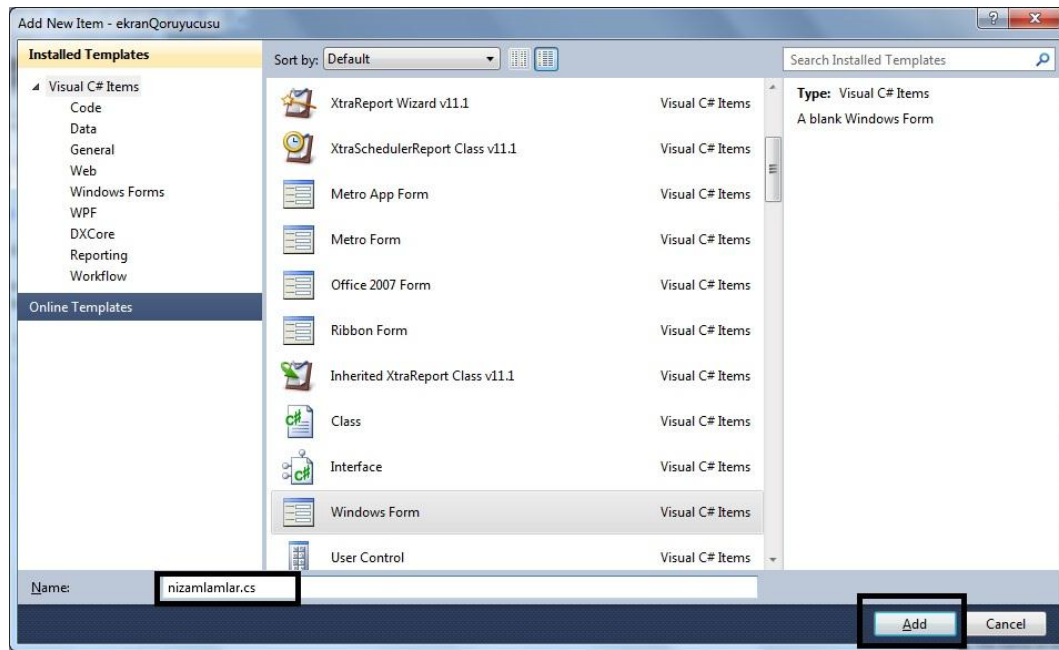 Add New Item - ekranQoruyucusu
Installed Templates
Visual C# Items
Code
Data
General
Web
Windows Forms
WPF
DXCore
Reporting
Workflow
Online Templates
Sort by: Default
XtraReport Wizard v11.1 Visual C# Items
XtraSchedulerReport Class v11.1 Visual C# Items
Metro App Form Visual C# Items
Metro Form Visual C# Items
Office 2007 Form Visual C# Items
Ribbon Form Visual C# Items
Inherited XtraReport Class v11.1 Visual C# Items
Class Visual C# Items
Interface Visual C# Items
Windows Form Visual C# Items
User Control Visual C# Items
Search Installed Templates
Type: Visual C# Items
A blank Windows Form
Name: nizamlamlar.cs
Add Cancel